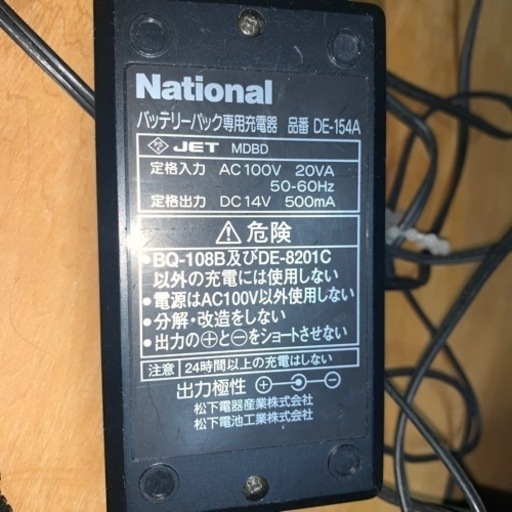 National
バッテリーパック専用充電器 品番 DE-154A
JET MDBD
定格入力 AC100V 20VA
50-60Hz
定格出力 DC14V 500mA
危険
•BQ-108B及びDE-8201C
以外の充電には使用しない
•電源はAC100V以外使用しない
•分解・改造をしない
•出力の⊕と⊖をショートさせない
注意 24時間以上の充電はしない
出力極性 ⊕ ⊖
松下電器産業株式会社
松下電池工業株式会社